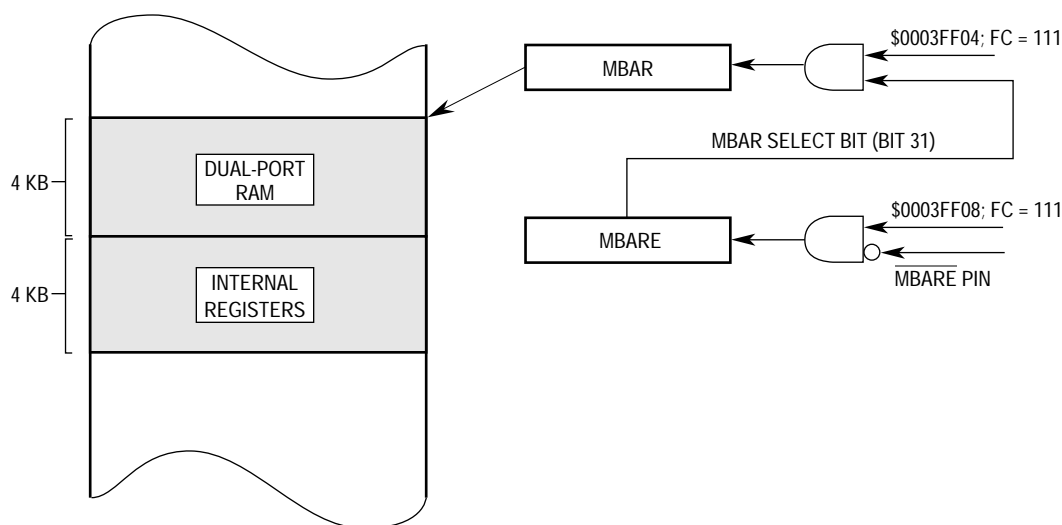 $0003FF04; FC = 111
MBAR
MBAR SELECT BIT (BIT 31)
4 KB
DUAL-PORT
RAM
$0003FF08; FC = 111
MBARE
MBARE PIN
4 KB
INTERNAL
REGISTERS